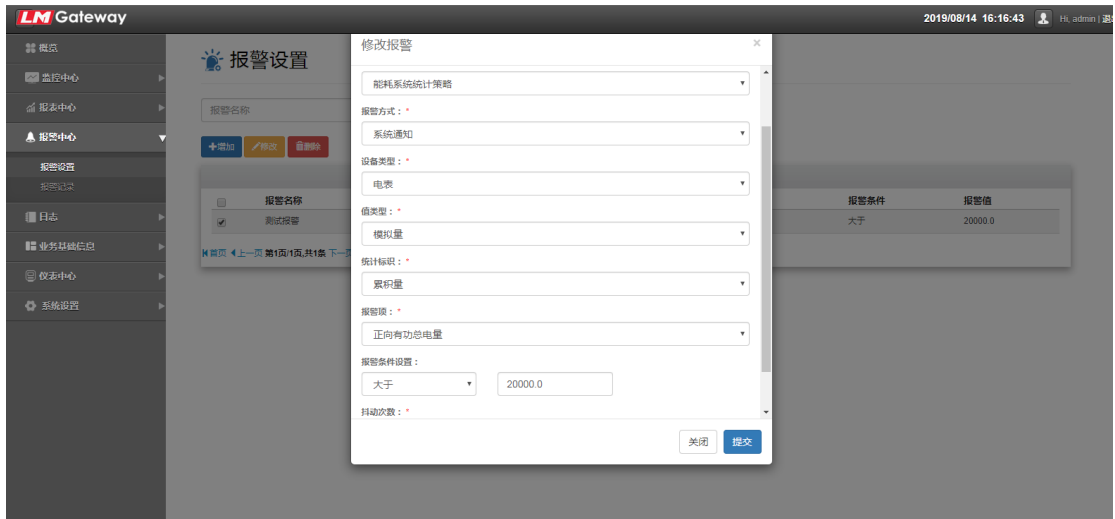 LM Gateway
2019/08/14 16:16:43 Hi, admin |
概览
监控中心
报表中心
报警中心
报警设置
报警记录
日志
业务基础信息
仪表中心
系统设置
报警设置
报警名称
增加 修改 删除
报警名称 报警条件 报警值
测试报警 大于 20000.0
首页 上一页 第1页/1页,共1条 下一页
修改报警 ×
能耗系统统计策略
报警方式： *
系统通知
设备类型： *
电表
值类型： *
模拟量
统计标识： *
累积量
报警项： *
正向有功总电量
报警条件设置：
大于 20000.0
抖动次数： *
关闭 提交